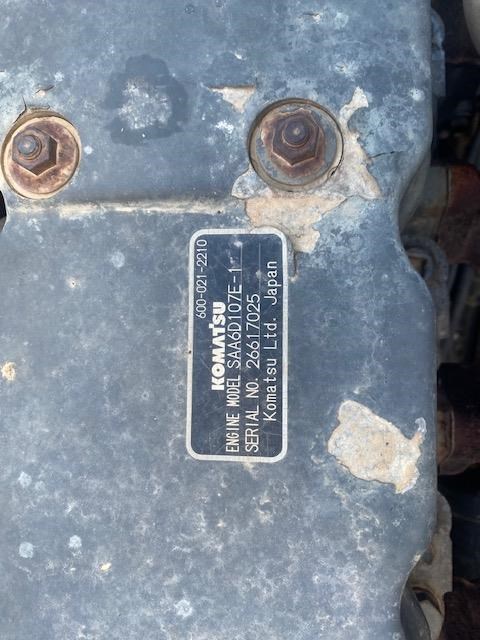 600-021-2210
KOMATSU
ENGINE MODEL SAA6D107E-1
SERIAL NO. 26617025
Komatsu Ltd. Japan